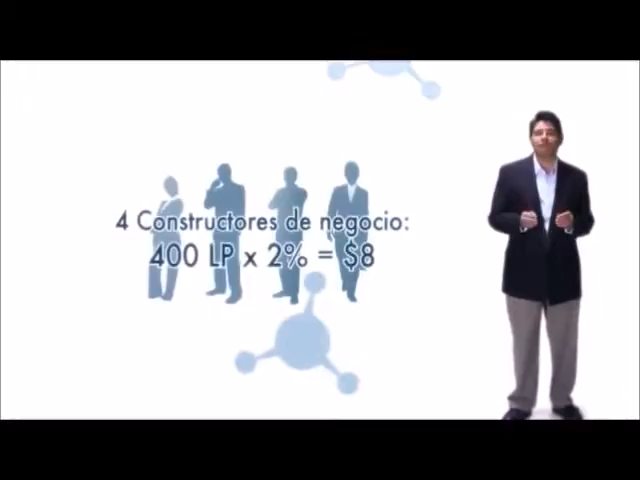 4 Constructores de negocio:
400 LP x 2% = $8